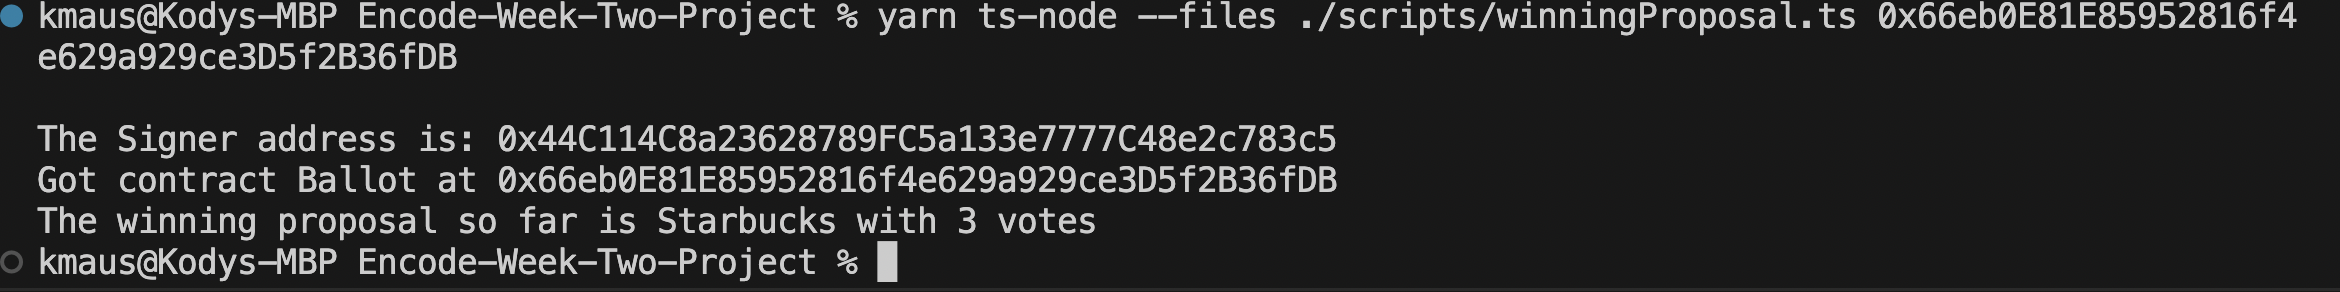 kmaus@Kodys-MBP Encode-Week-Two-Project % yarn ts-node --files ./scripts/winningProposal.ts 0x66eb0E81E85952816f4
e629a929ce3D5f2B36fDB
The Signer address is: 0x44C114C8a23628789FC5a133e7777C48e2c783c5
Got contract Ballot at 0x66eb0E81E85952816f4e629a929ce3D5f2B36fDB
The winning proposal so far is Starbucks with 3 votes
kmaus@Kodys-MBP Encode-Week-Two-Project %